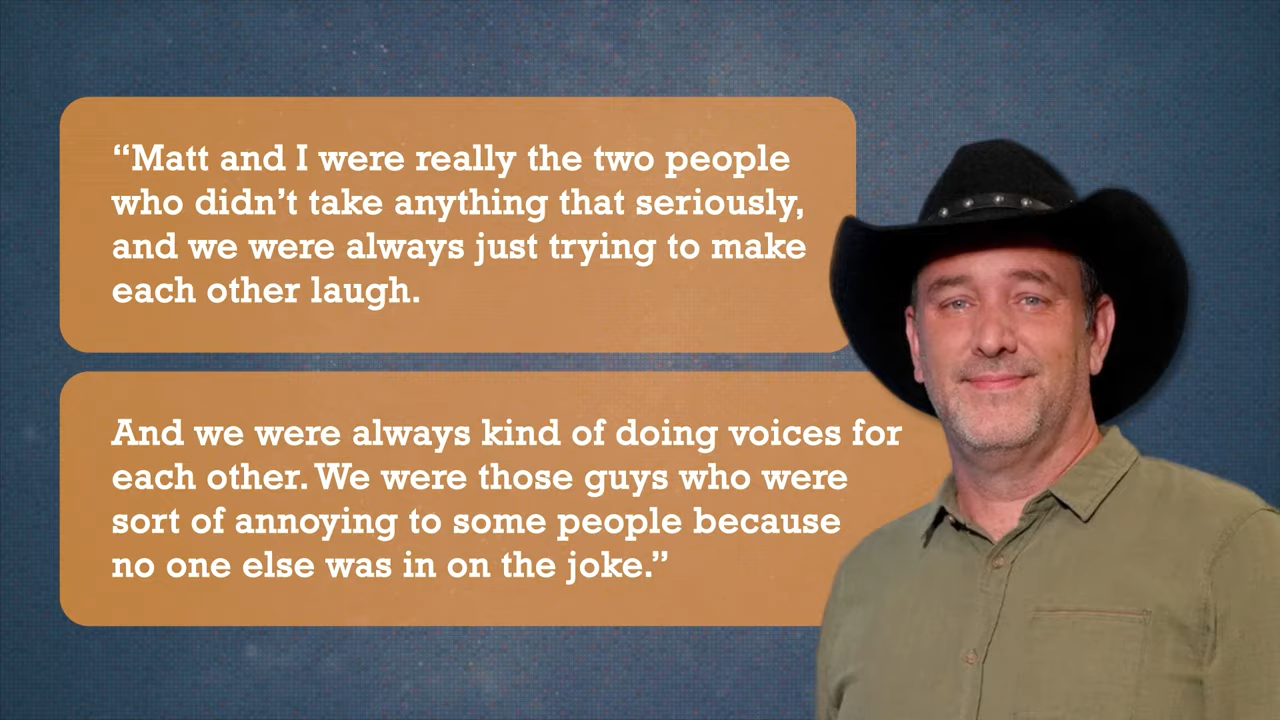 “Matt and I were really the two people
who didn’t take anything that seriously,
and we were always just trying to make
each other laugh.
And we were always kind of doing voices for
each other. We were those guys who were
sort of annoying to some people because
no one else was in on the joke.”